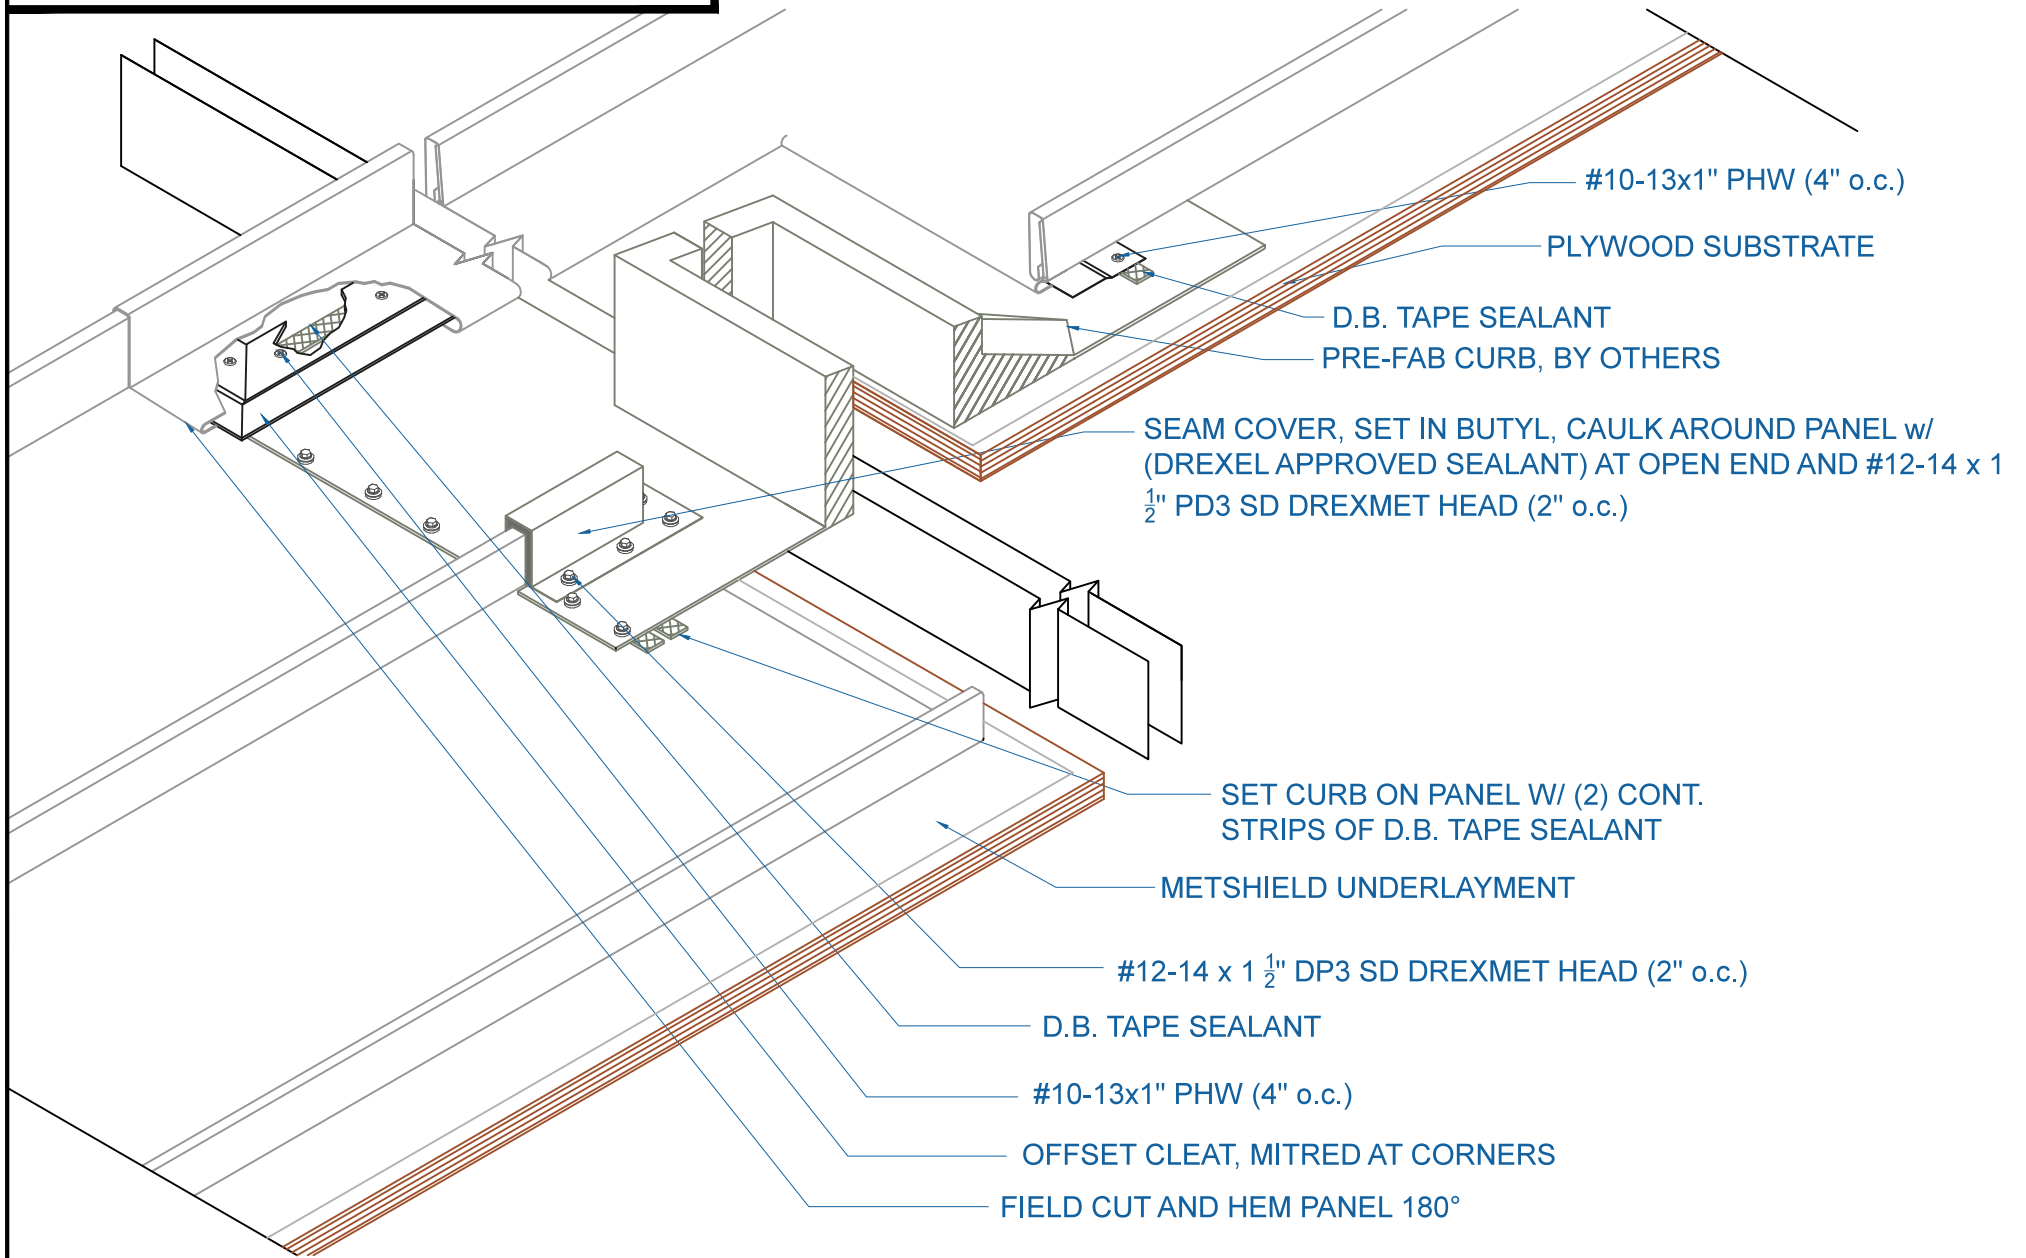 #10-13x1" PHW (4" o.c.)
PLYWOOD SUBSTRATE
D.B. TAPE SEALANT
PRE-FAB CURB, BY OTHERS
SEAM COVER, SET IN BUTYL, CAULK AROUND PANEL w/
(DREXEL APPROVED SEALANT) AT OPEN END AND #12-14 x 1
1/2" PD3 SD DREXMET HEAD (2" o.c.)
SET CURB ON PANEL W/ (2) CONT.
STRIPS OF D.B. TAPE SEALANT
METSHIELD UNDERLAYMENT
#12-14 x 1 1/2" DP3 SD DREXMET HEAD (2" o.c.)
D.B. TAPE SEALANT
#10-13x1" PHW (4" o.c.)
OFFSET CLEAT, MITRED AT CORNERS
FIELD CUT AND HEM PANEL 180°